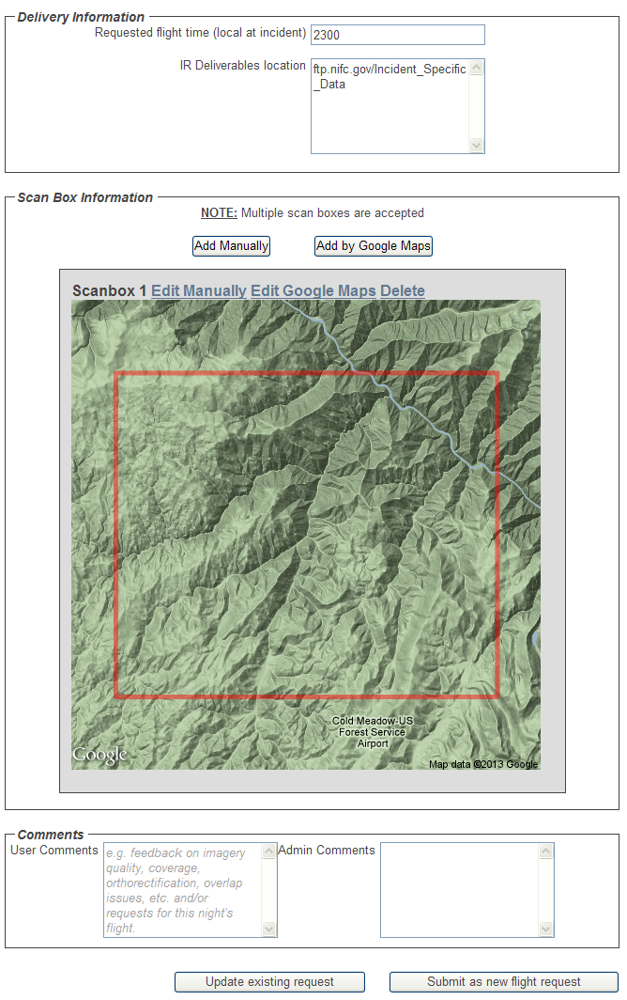 Delivery Information
Requested flight time (local at incident) 2300
IR Deliverables location ftp.nifc.gov/Incident_Specific
_Data
Scan Box Information
NOTE: Multiple scan boxes are accepted
Add Manually Add by Google Maps
Scanbox 1 Edit Manually Edit Google Maps Delete
Cold Meadow-US
Forest Service
Airport
Google
Map data ©2013 Google
Comments
User Comments e.g. feedback on imagery Admin Comments
quality, coverage,
orthorectification, overlap
issues, etc. and/or
requests for this night's
flight.
Update existing request Submit as new flight request